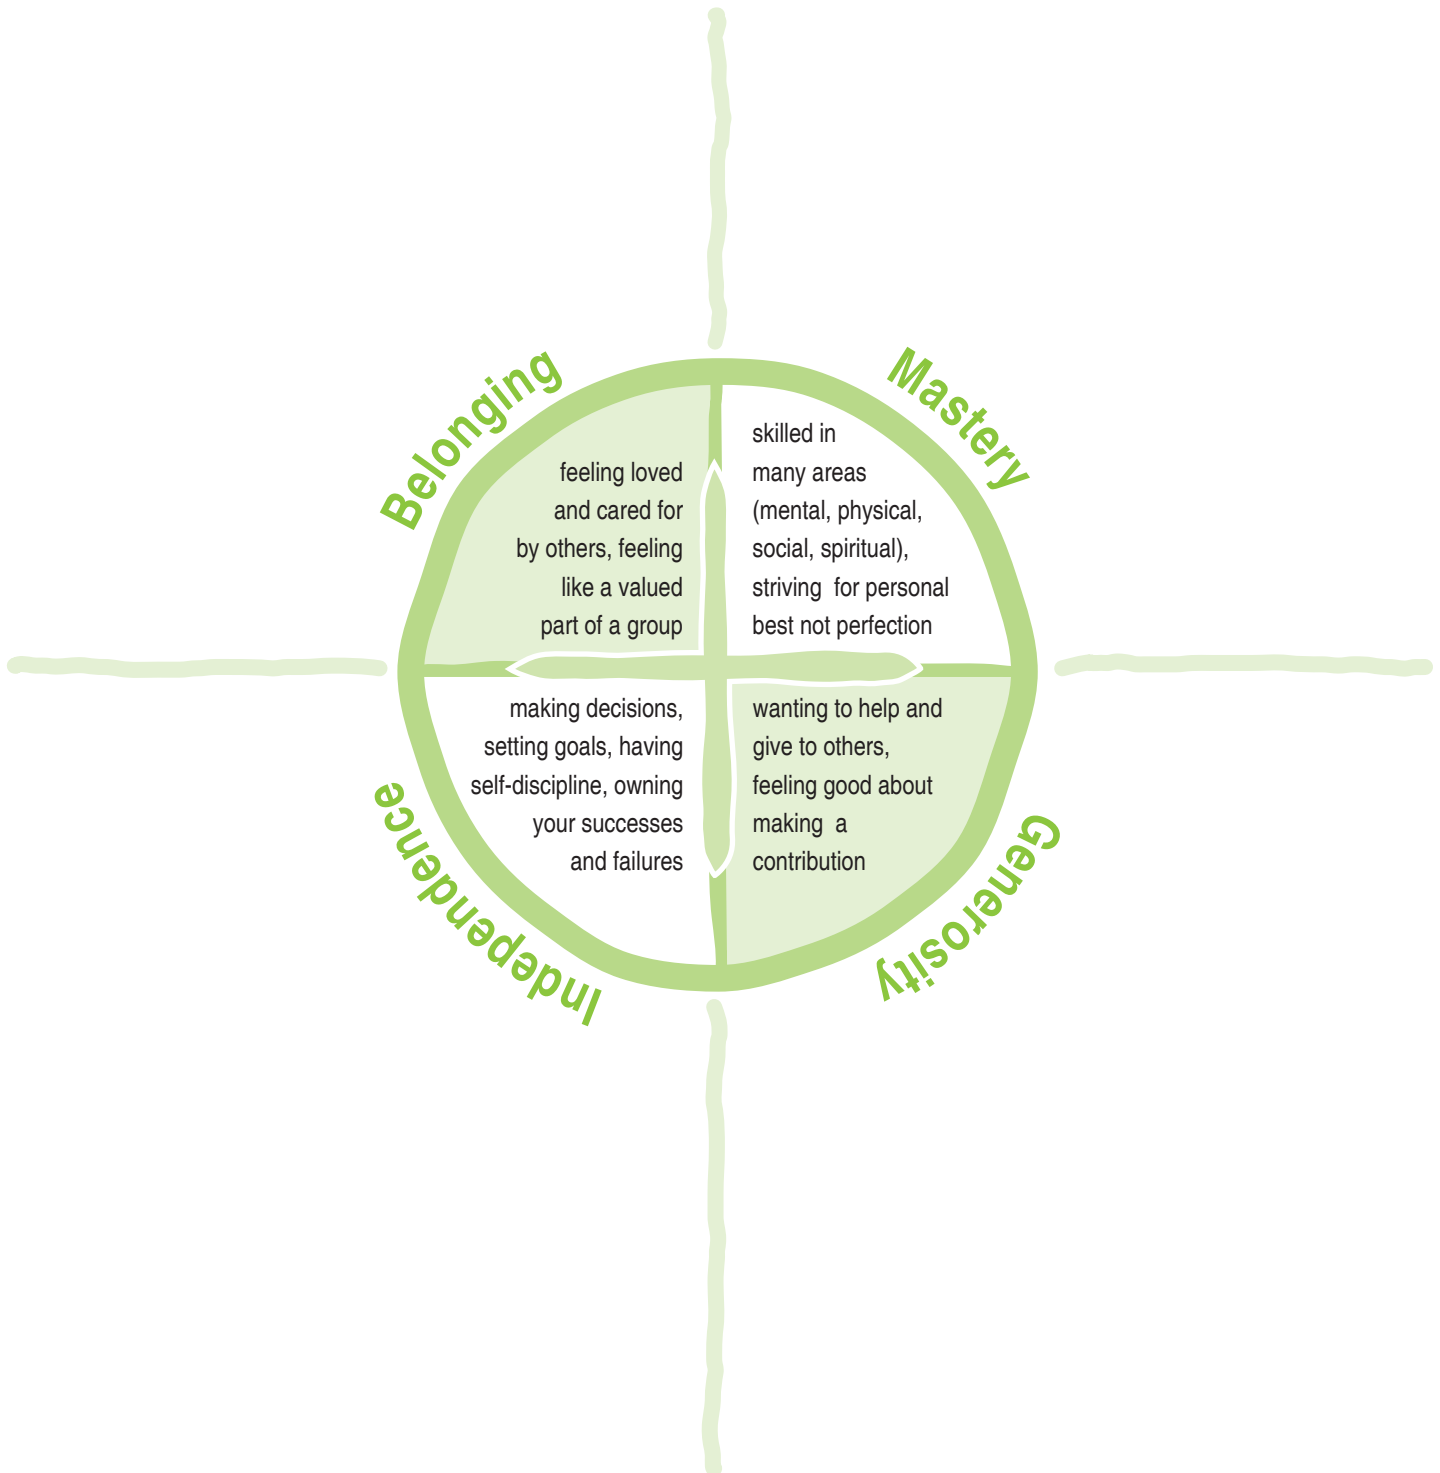 Belonging
feeling loved
and cared for
by others, feeling
like a valued
part of a group
Mastery
skilled in
many areas
(mental, physical,
social, spiritual),
striving  for personal
best not perfection
Independence
making decisions,
setting goals, having
self-discipline, owning
your successes
and failures
Generosity
wanting to help and
give to others,
feeling good about
making  a
contribution